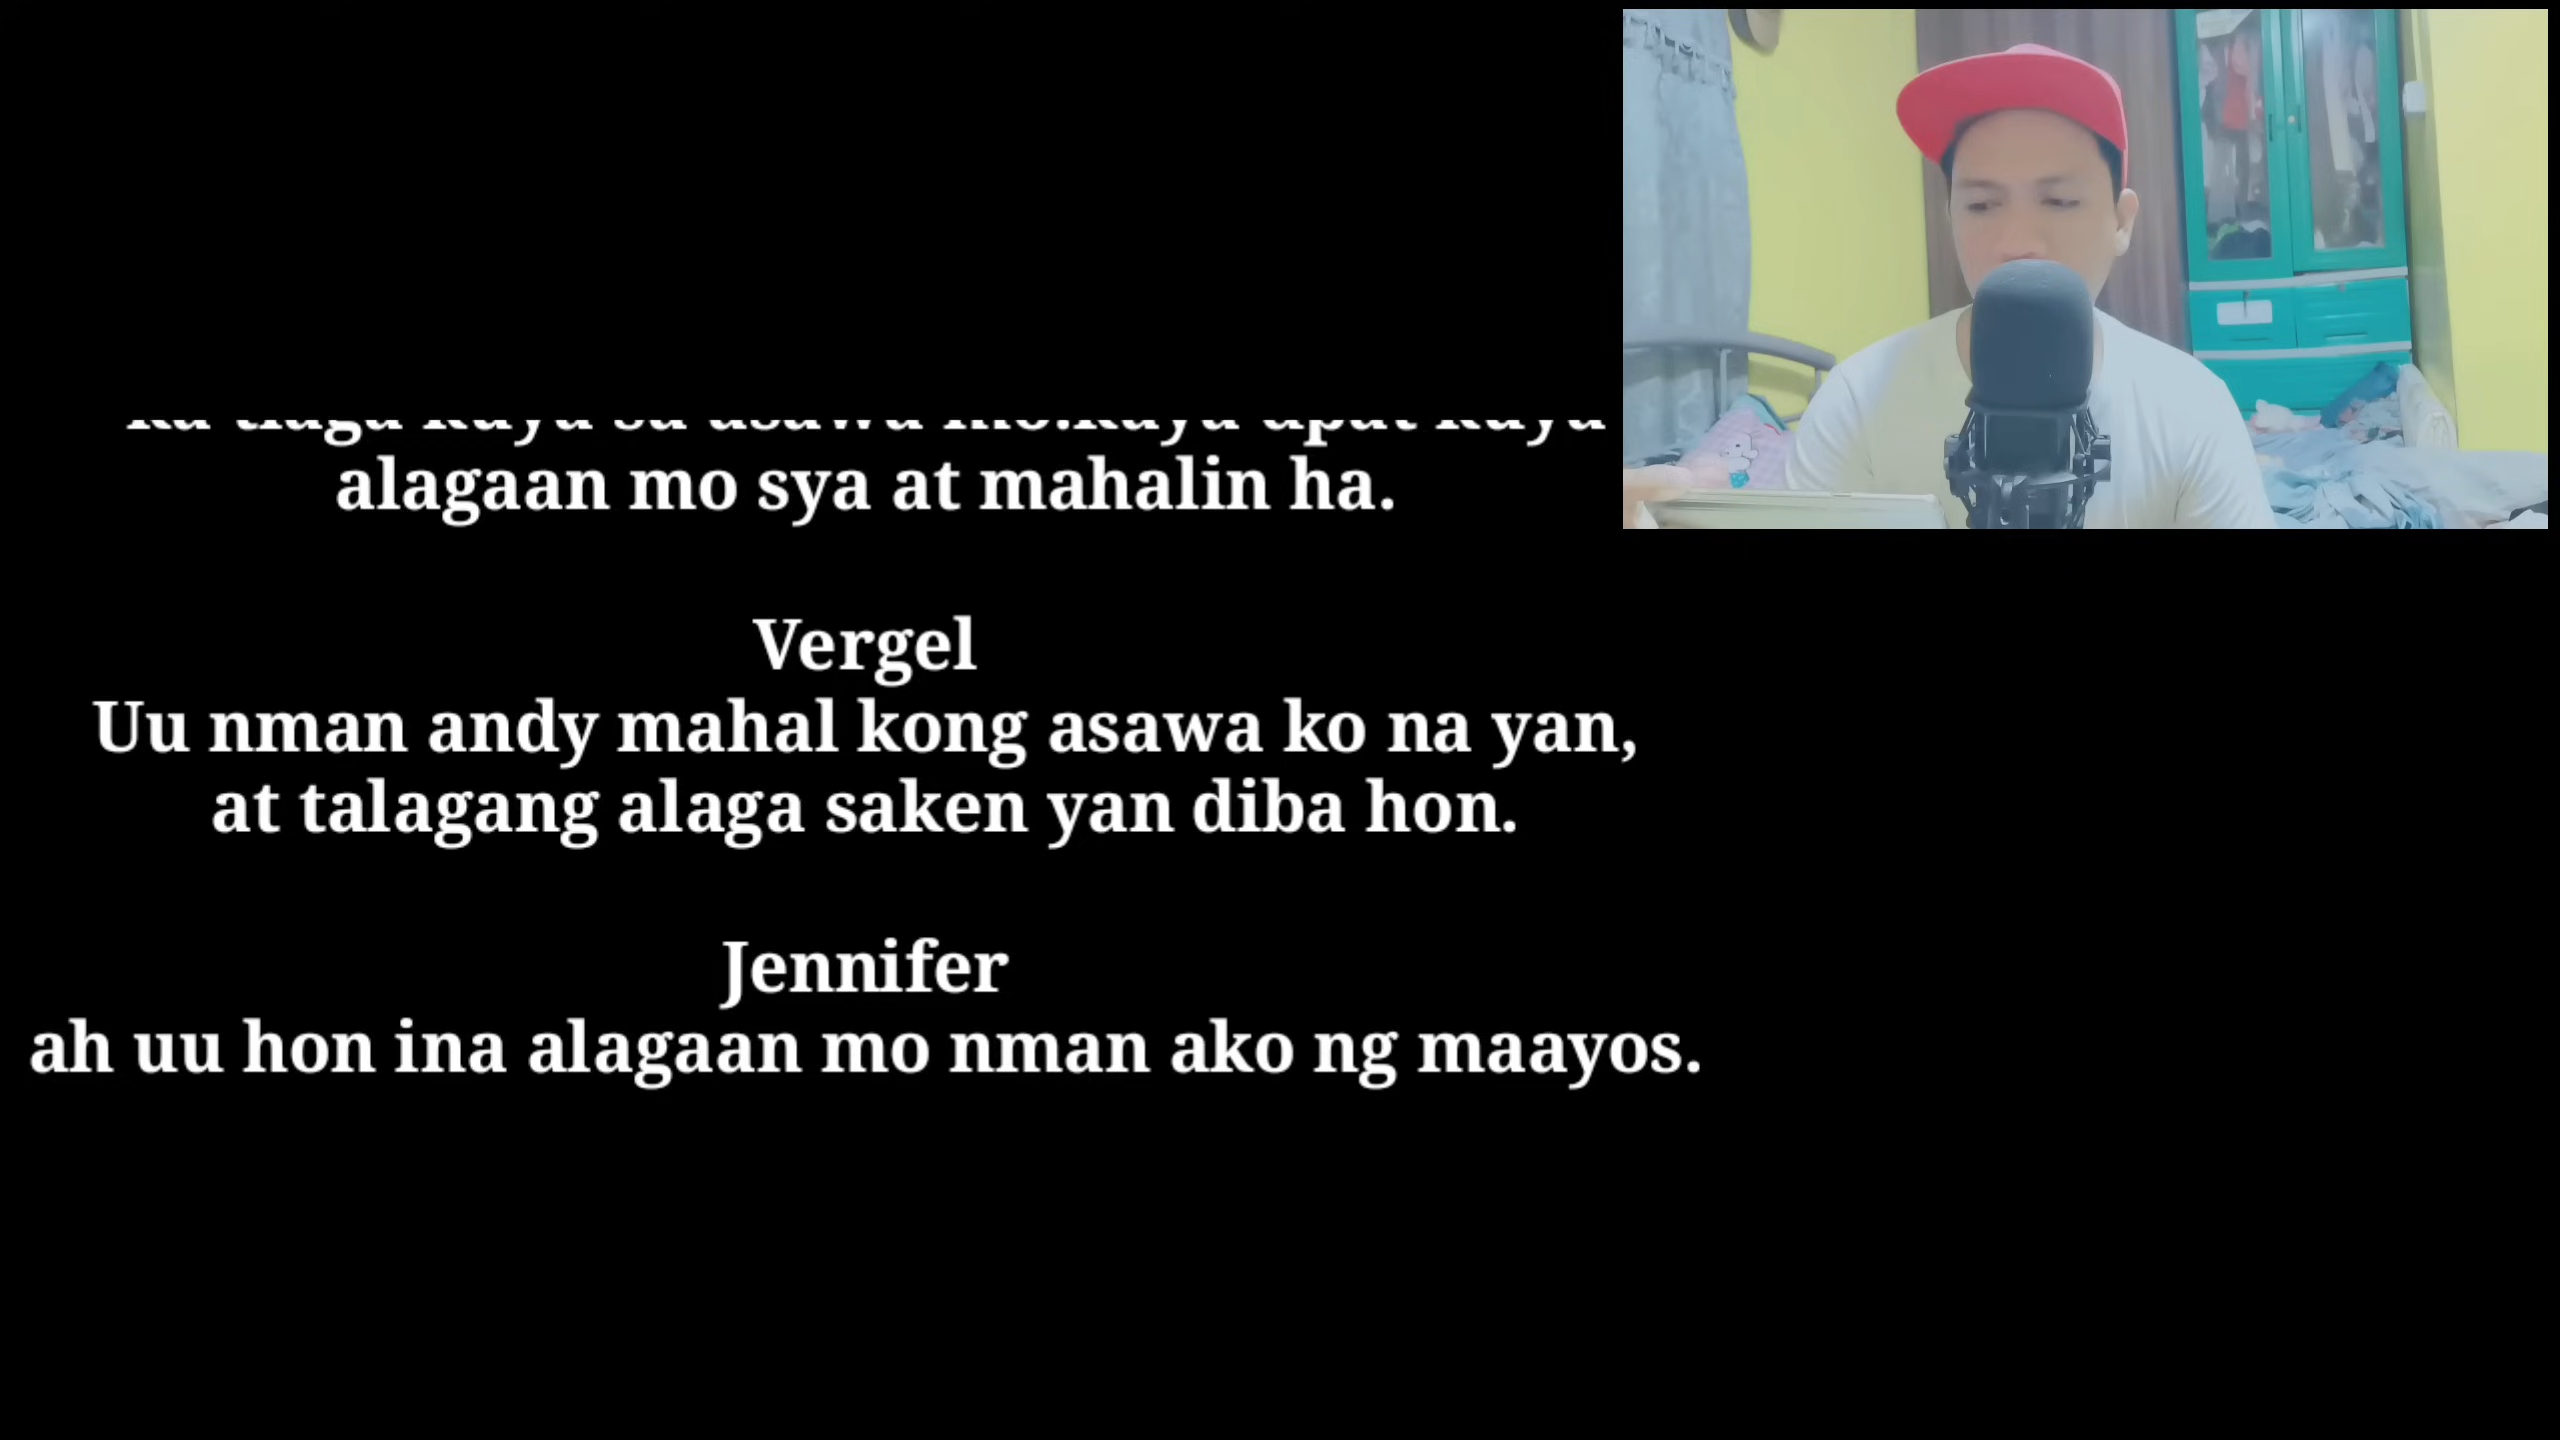 alagaan mo sya at mahalin ha.
Vergel
Uu nman andy mahal kong asawa ko na yan,
at talagang alaga saken yan diba hon.
Jennifer
ah uu hon ina alagaan mo nman ako ng maayos.